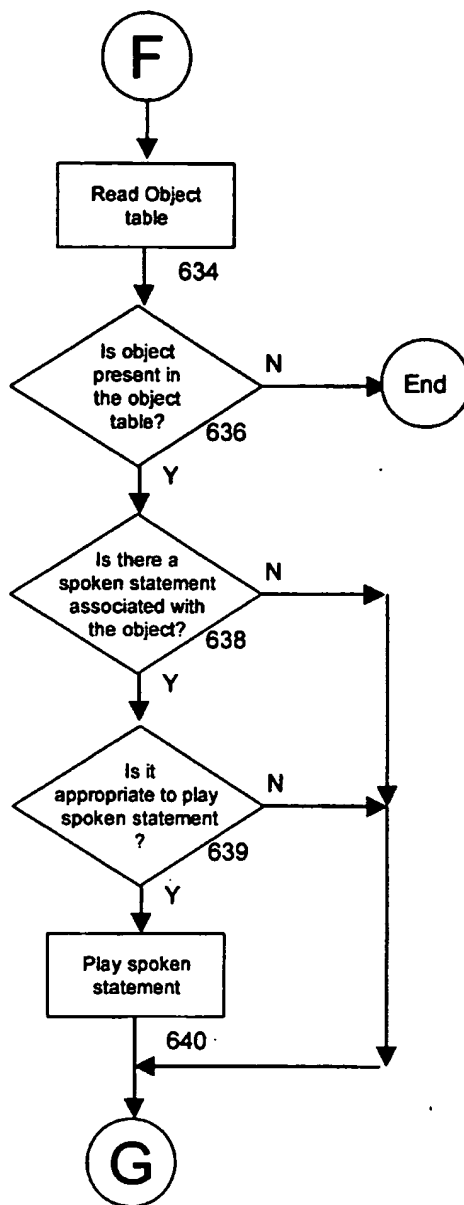 F
Read Object
table
634
Is object
present in
the object
table?
636
N
End
Y
Is there a
spoken statement
associated with
the object?
638
N
Y
Is it
appropriate to play
spoken statement
?
639
N
Y
Play spoken
statement
640
G